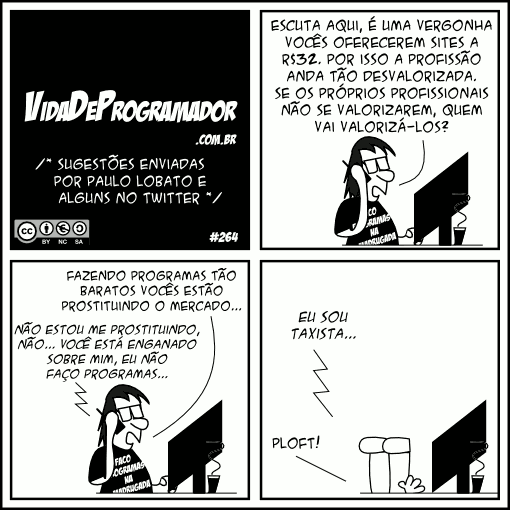 VIDADEPROGRAMADOR
.COM.BR
/* SUGESTÕES ENVIADAS
POR PAULO LOBATO E
ALGUNS NO TWITTER */
CC
BY NC SA
#264
ESCUTA AQUI, É UMA VERGONHA
VOCÊS OFERECEREM SITES A
R$32. POR ISSO A PROFISSÃO
ANDA TÃO DESVALORIZADA.
SE OS PRÓPRIOS PROFISSIONAIS
NÃO SE VALORIZAREM, QUEM
VAI VALORIZÁ-LOS?
FAÇO
PROGRAMAS
NA
MADRUGADA
FAZENDO PROGRAMAS TÃO
BARATOS VOCÊS ESTÃO
PROSTITUINDO O MERCADO...
NÃO ESTOU ME PROSTITUINDO,
NÃO... VOCÊ ESTÁ ENGANADO
SOBRE MIM, EU NÃO
FAÇO PROGRAMAS...
FAÇO
PROGRAMAS
NA
MADRUGADA
EU SOU
TAXISTA...
PLOFT!